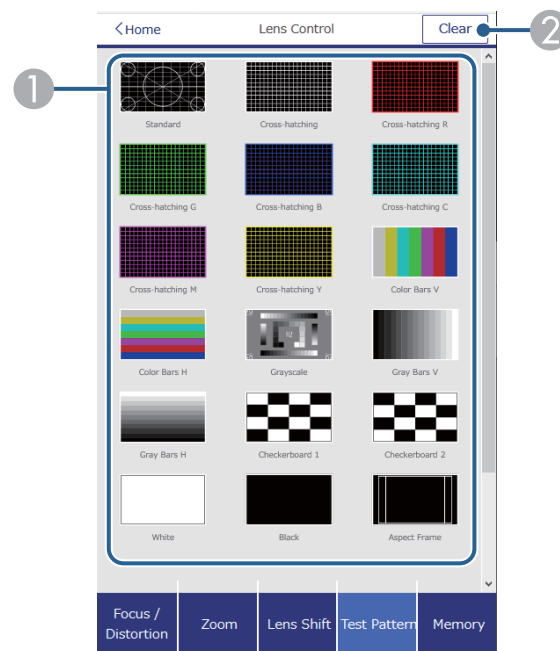 <Home Lens Control Clear
2
1
Standard Cross-hatching Cross-hatching R
Cross-hatching G Cross-hatching B Cross-hatching C
Cross-hatching M Cross-hatching Y Color Bars V
Color Bars H Grayscale Gray Bars V
Gray Bars H Checkerboard 1 Checkerboard 2
White Black Aspect Frame
Focus /
Distortion Zoom Lens Shift Test Pattern Memory